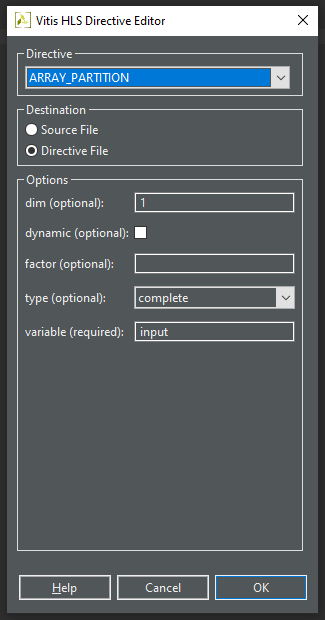 Vitis HLS Directive Editor
Directive
ARRAY_PARTITION
Destination
Source File
Directive File
Options
dim (optional): 1
dynamic (optional):
factor (optional):
type (optional): complete
variable (required): input
Help Cancel OK